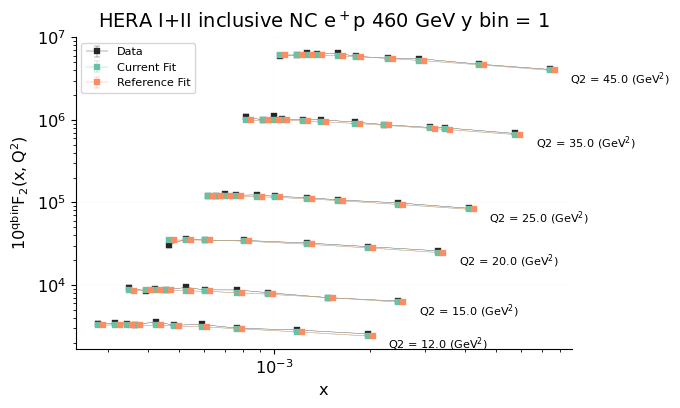 HERA I+II inclusive NC e⁺p 460 GeV y bin = 1
10⁷
Data
Current Fit
Reference Fit
Q2 = 45.0 (GeV²)
10⁶
Q2 = 35.0 (GeV²)
10^qbin F₂(x, Q²)
10⁵
Q2 = 25.0 (GeV²)
Q2 = 20.0 (GeV²)
10⁴
Q2 = 15.0 (GeV²)
Q2 = 12.0 (GeV²)
10⁻³
x